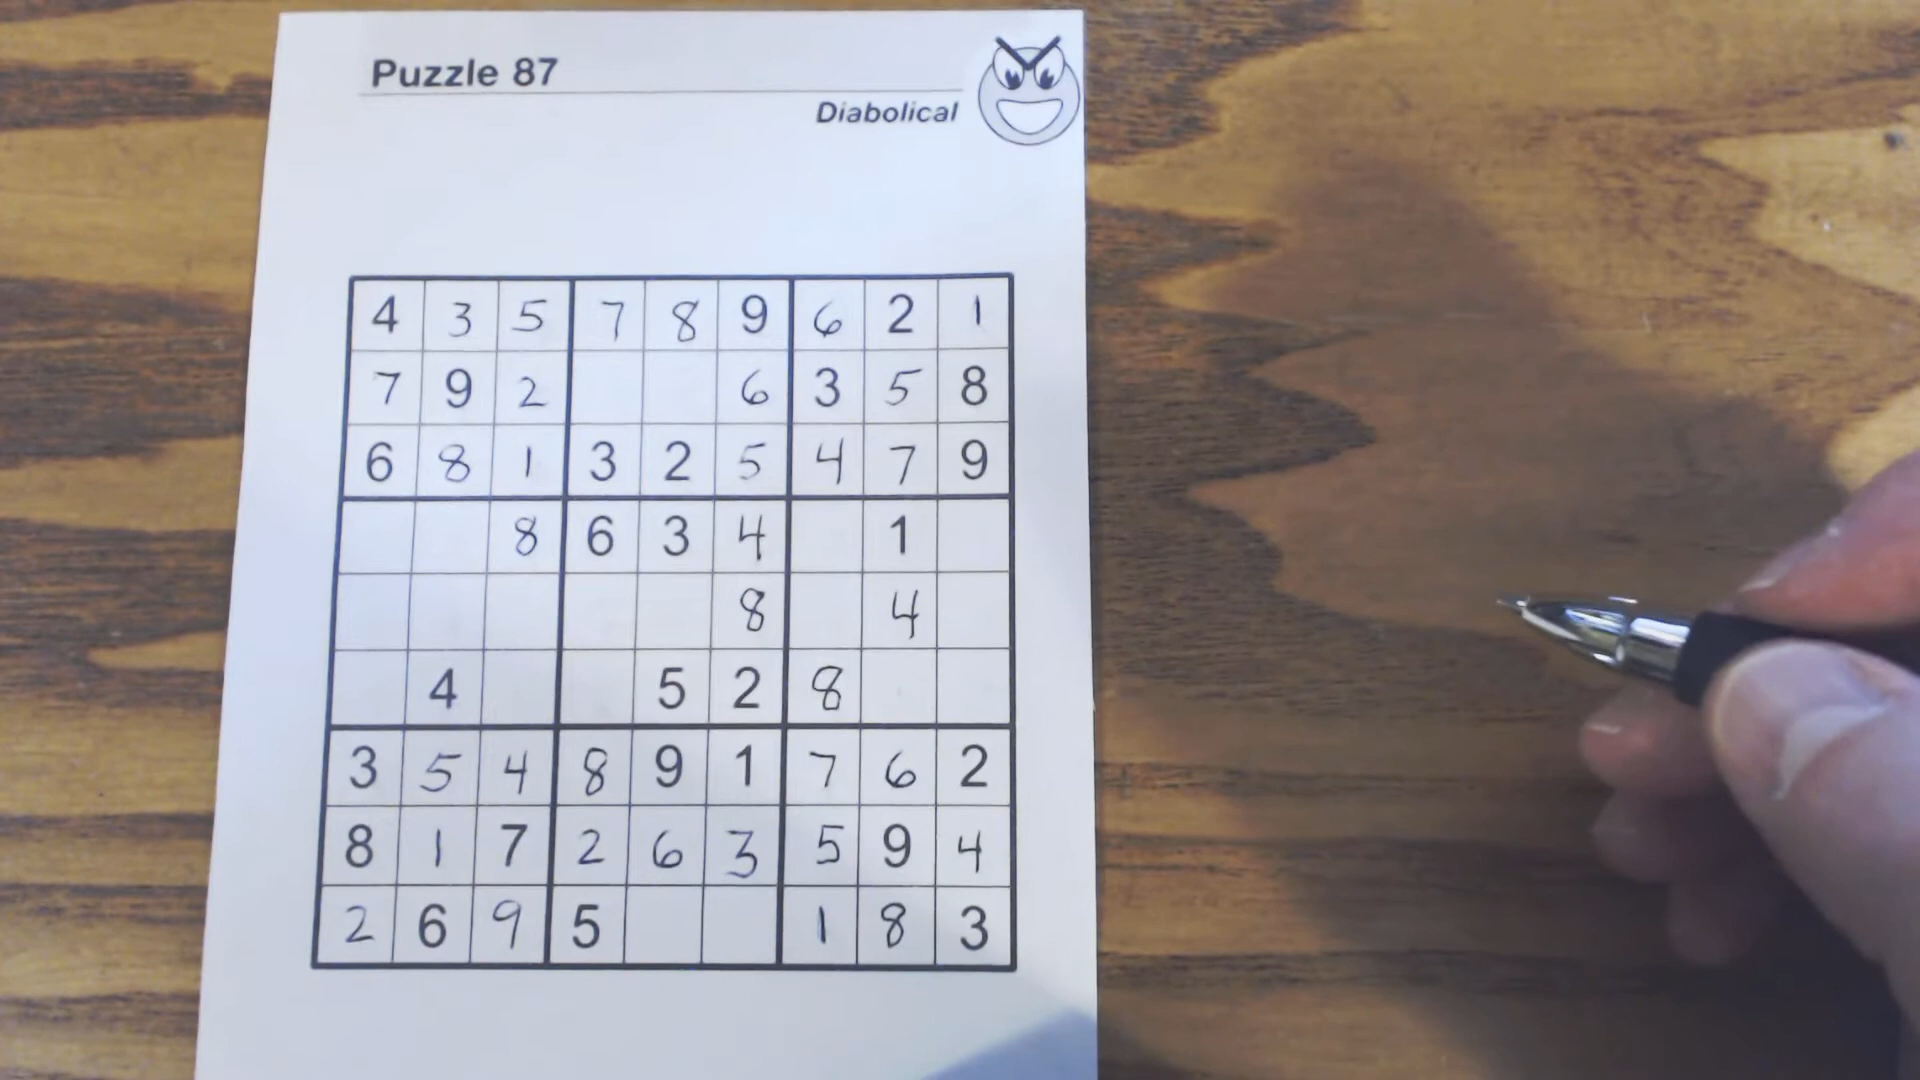 Puzzle 87
Diabolical
4 3 5 7 8 9 6 2 1
7 9 2 6 3 5 8
6 8 1 3 2 5 4 7 9
8 6 3 4 1
8 4
4 5 2 8
3 5 4 8 9 1 7 6 2
8 1 7 2 6 3 5 9 4
2 6 9 5 1 8 3